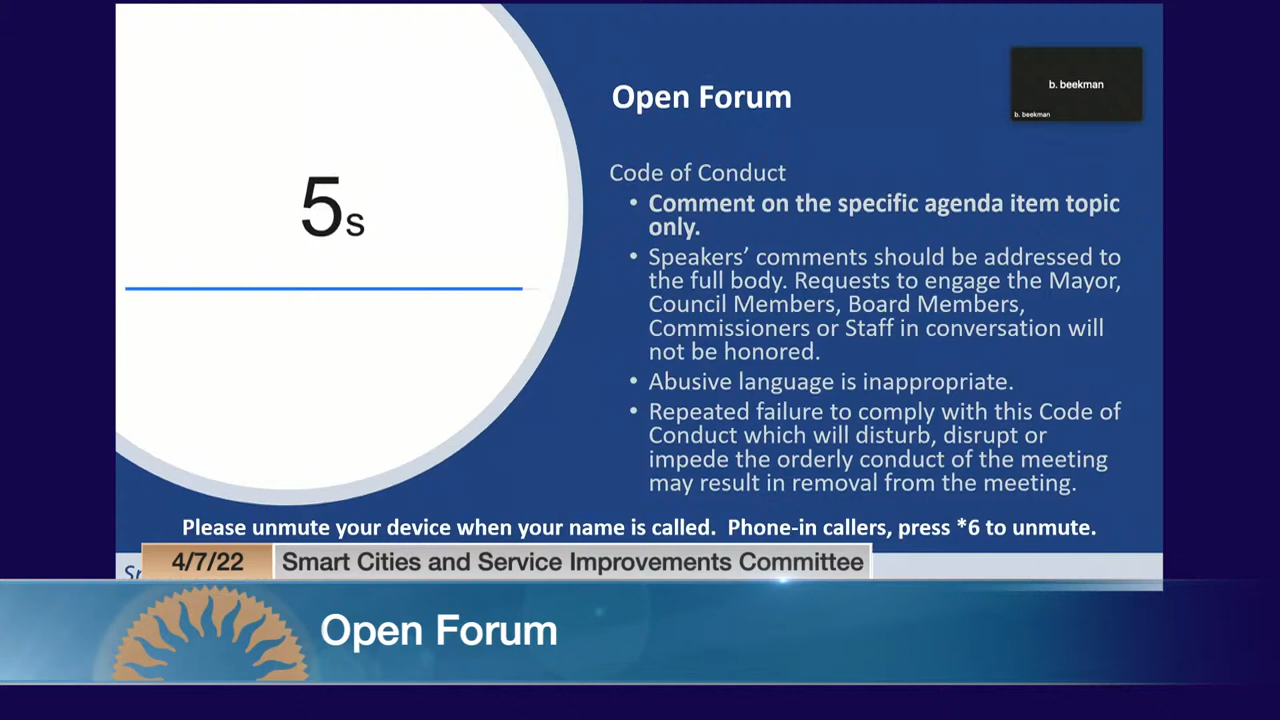 5s
Open Forum
b. beekman
b. beekman
Code of Conduct
• Comment on the specific agenda item topic
only.
• Speakers’ comments should be addressed to
the full body. Requests to engage the Mayor,
Council Members, Board Members,
Commissioners or Staff in conversation will
not be honored.
• Abusive language is inappropriate.
• Repeated failure to comply with this Code of
Conduct which will disturb, disrupt or
impede the orderly conduct of the meeting
may result in removal from the meeting.
Please unmute your device when your name is called. Phone-in callers, press *6 to unmute.
4/7/22 Smart Cities and Service Improvements Committee
Open Forum